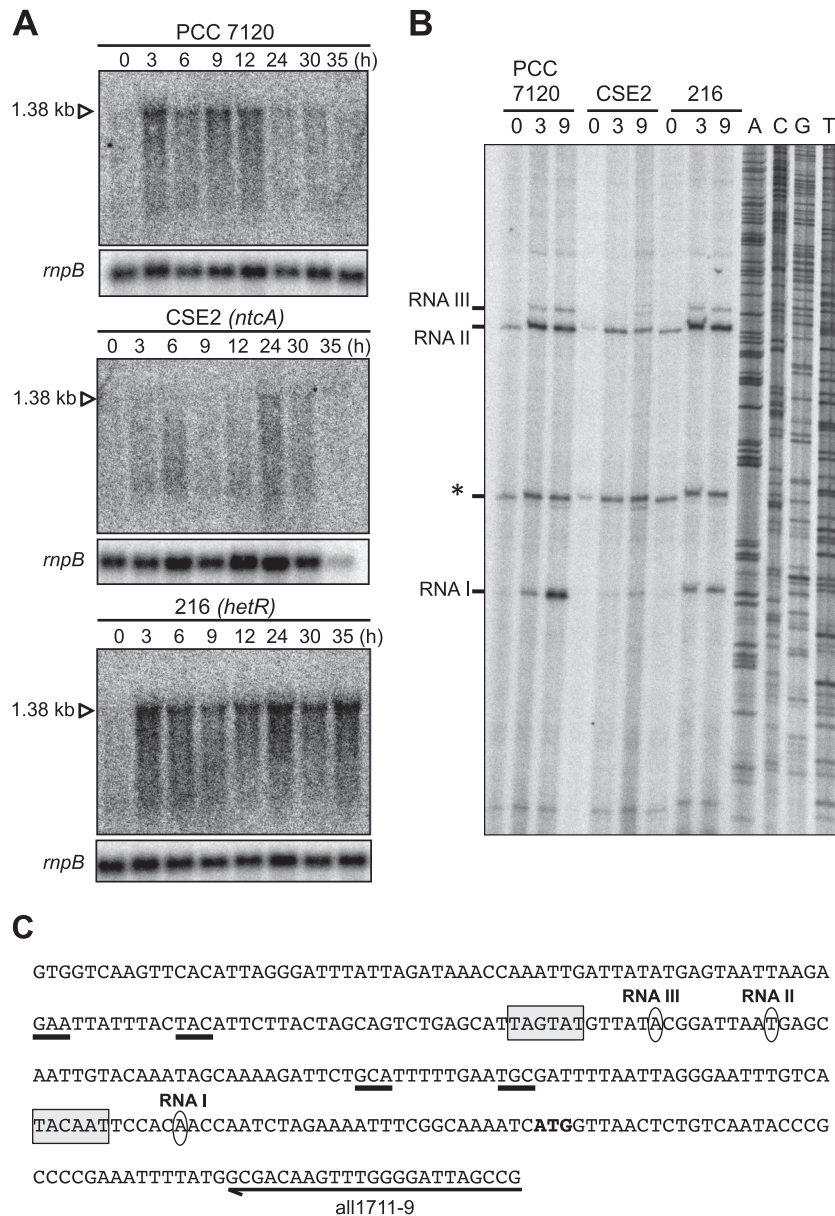 A
PCC 7120
0 3 6 9 12 24 30 35 (h)
1.38 kb
rnpB
CSE2 (ntcA)
0 3 6 9 12 24 30 35 (h)
1.38 kb
rnpB
216 (hetR)
0 3 6 9 12 24 30 35 (h)
1.38 kb
rnpB
B
PCC
7120 CSE2 216
0 3 9 0 3 9 0 3 9 A C G T
RNA III
RNA II
*
RNA I
C
GTGGTCAAGTTCACATTAGGGATTTATTAGATAAACCAAATTGATTATATGAGTAATTAAGA
RNA III RNA II
GAATTATTTACTACATTCTTACTAGCAGTCTGAGCATTAGTATGTTATACGGATTAATGAGC
AATTGTACAAATAGCAAAAGATTCTGCATTTTTGAATGCGATTTTAATTAGGGAATTTGTCA
RNA I
TACAATTCCACAACCAATCTAGAAAATTTCGGCAAAATCATGGTTAACTCTGTCAATACCCG
CCCCGAAATTTTATGGCGACAAGTTTGGGGATTAGCCG
all1711-9